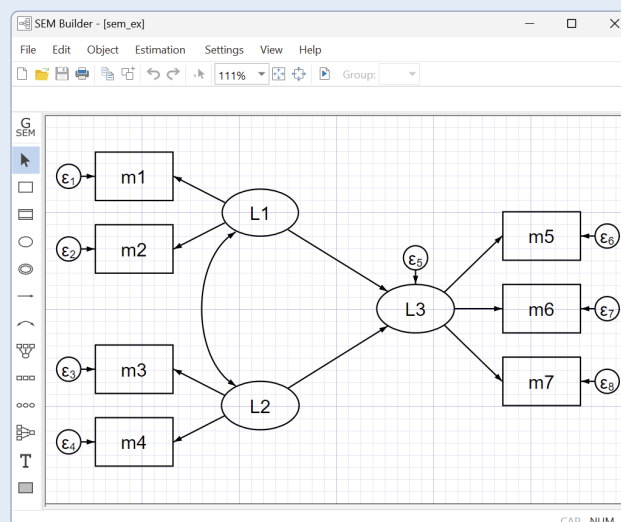 SEM Builder - [sem_ex]
File Edit Object Estimation Settings View Help
111% Group:
G
SEM
T
ε1 m1
L1
ε2 m2
m5 ε6
ε5
L3
m6 ε7
ε3 m3
m7 ε8
L2
ε4 m4
CAP NUM